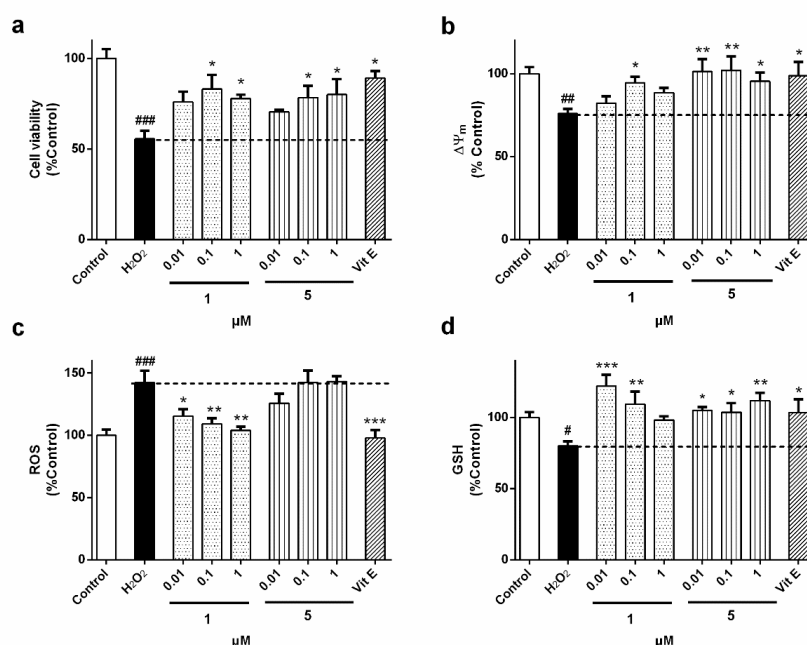 a
Cell viability
(%Control)
100
50
0
###
*
*
*
*
*
Control
H₂O₂
0.01
0.1
1
0.01
0.1
1
Vit E
1
5
µM
b
ΔΨm
(% Control)
100
50
0
##
*
**
**
*
*
Control
H₂O₂
0.01
0.1
1
0.01
0.1
1
Vit E
1
5
µM
c
ROS
(%Control)
150
100
50
0
###
*
**
**
***
Control
H₂O₂
0.01
0.1
1
0.01
0.1
1
Vit E
1
5
µM
d
GSH
(%Control)
100
50
0
#
***
**
*
*
**
*
Control
H₂O₂
0.01
0.1
1
0.01
0.1
1
Vit E
1
5
µM